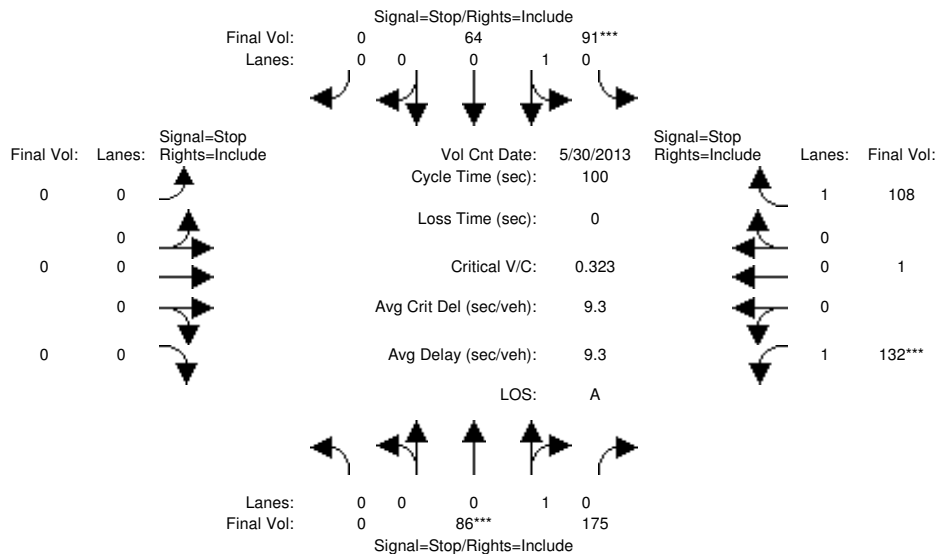 Signal=Stop/Rights=Include
Final Vol: 0 64 91***
Lanes: 0 0 0 1 0
Signal=Stop
Final Vol: Lanes: Rights=Include
Vol Cnt Date: 5/30/2013
Signal=Stop
Rights=Include Lanes: Final Vol:
Cycle Time (sec): 100
0 0
1 108
Loss Time (sec): 0
0
0
0 0
Critical V/C: 0.323
0 1
0
Avg Crit Del (sec/veh): 9.3
0
0 0
Avg Delay (sec/veh): 9.3
1 132***
LOS: A
Lanes: 0 0 0 1 0
Final Vol: 0 86*** 175
Signal=Stop/Rights=Include